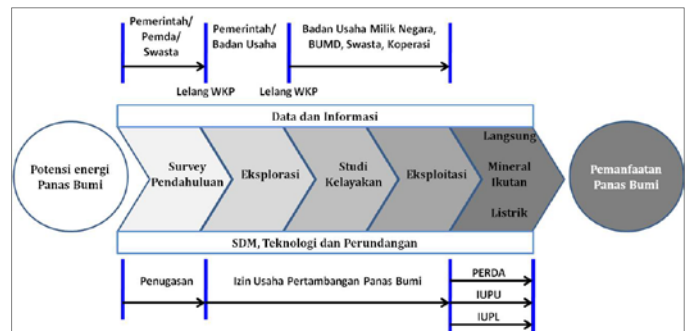 Pemerintah/
Pemda/
Swasta
Pemerintah/
Badan Usaha
Badan Usaha Milik Negara,
BUMD, Swasta, Koperasi
Lelang WKP
Lelang WKP
Data dan Informasi
Potensi energi
Panas Bumi
Survey
Pendahuluan
Eksplorasi
Studi
Kelayakan
Eksploitasi
Langsung
Mineral
Ikutan
Listrik
Pemanfaatan
Panas Bumi
SDM, Teknologi dan Perundangan
Penugasan
Izin Usaha Pertambangan Panas Bumi
PERDA
IUPU
IUPL